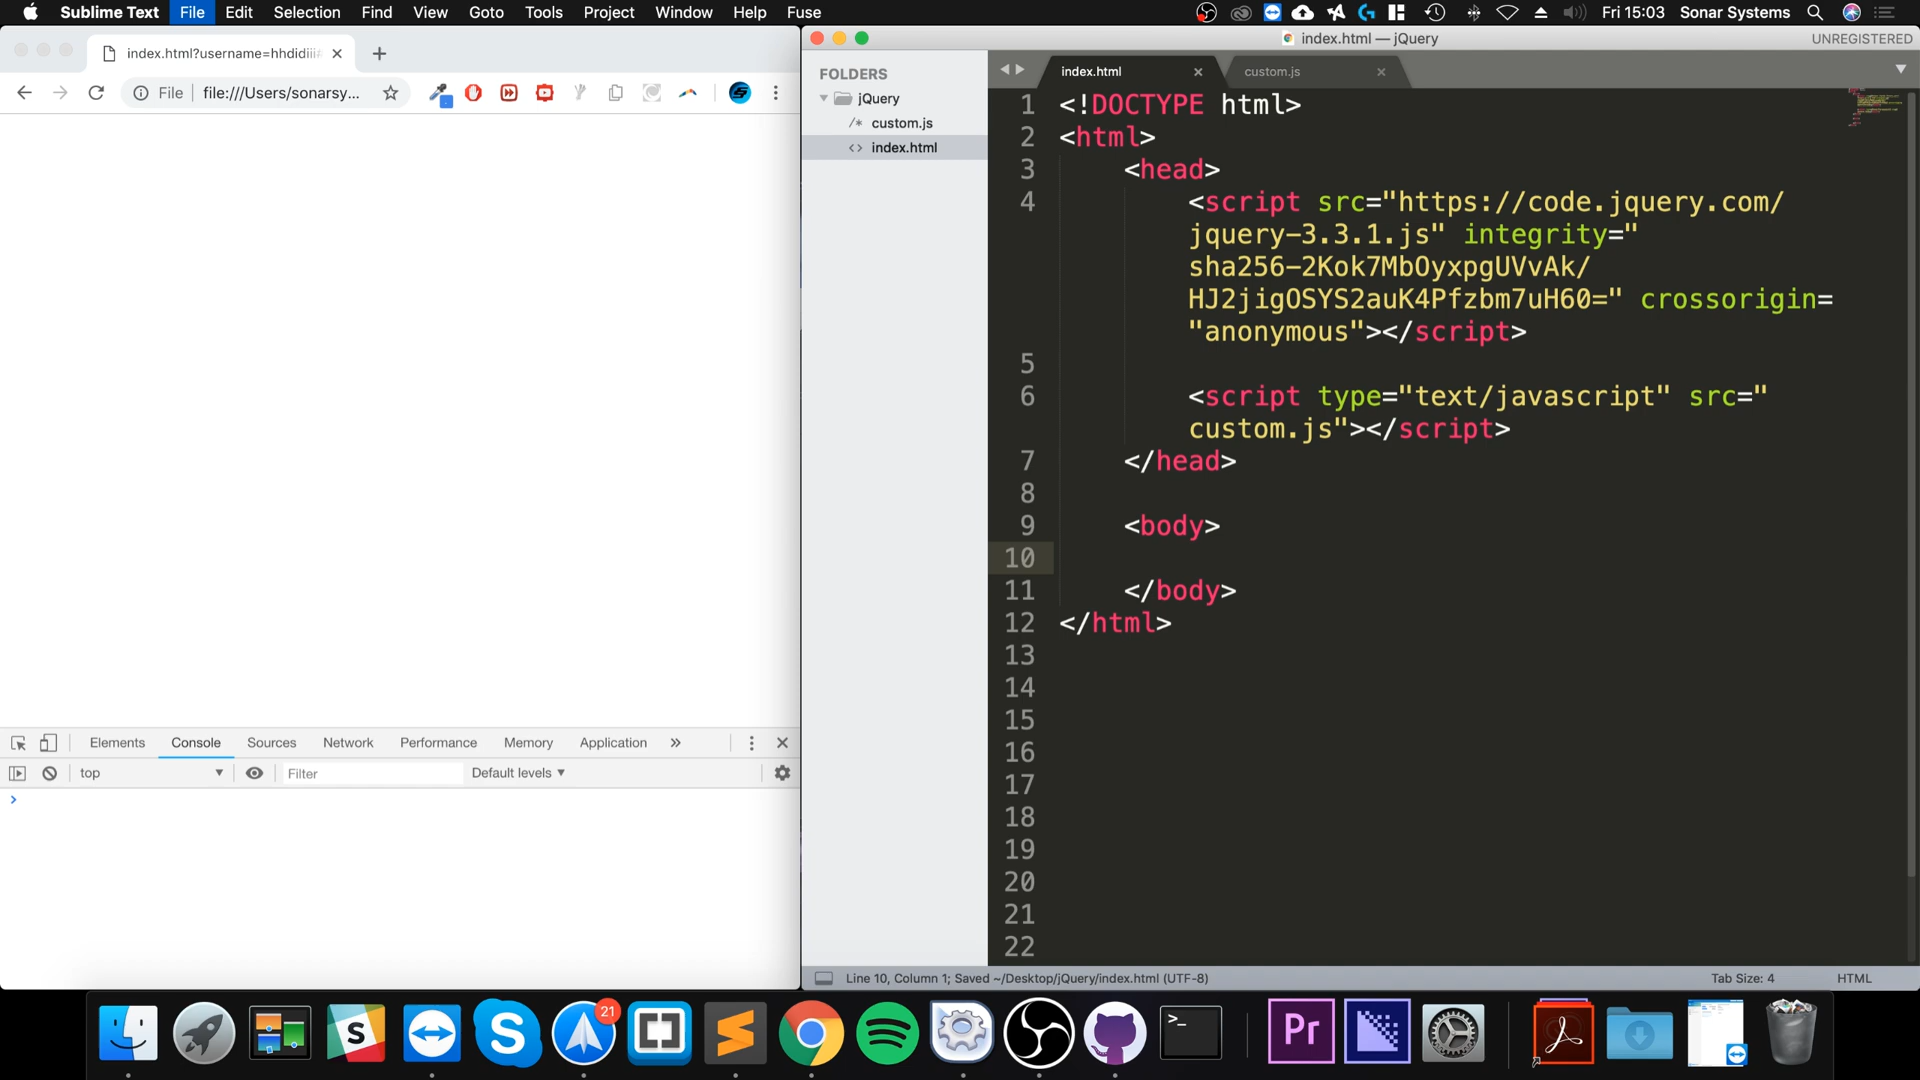 Sublime Text File Edit Selection Find View Goto Tools Project Window Help Fuse Fri 15:03 Sonar Systems
index.html?username=hhdidiii
File file:///Users/sonarsy...
Elements Console Sources Network Performance Memory Application
top Filter Default levels
index.html — jQuery UNREGISTERED
FOLDERS
jQuery
/* custom.js
<> index.html
index.html custom.js
1 <!DOCTYPE html>
2 <html>
3 <head>
4 <script src="https://code.jquery.com/
jquery-3.3.1.js" integrity="
sha256-2Kok7MbOyxpgUVvAk/
HJ2jigOSYS2auK4Pfzbm7uH60=" crossorigin=
"anonymous"></script>
5
6 <script type="text/javascript" src="
custom.js"></script>
7 </head>
8
9 <body>
10
11 </body>
12 </html>
13
14
15
16
17
18
19
20
21
22
Line 10, Column 1; Saved ~/Desktop/jQuery/index.html (UTF-8) Tab Size: 4 HTML
21
Pr